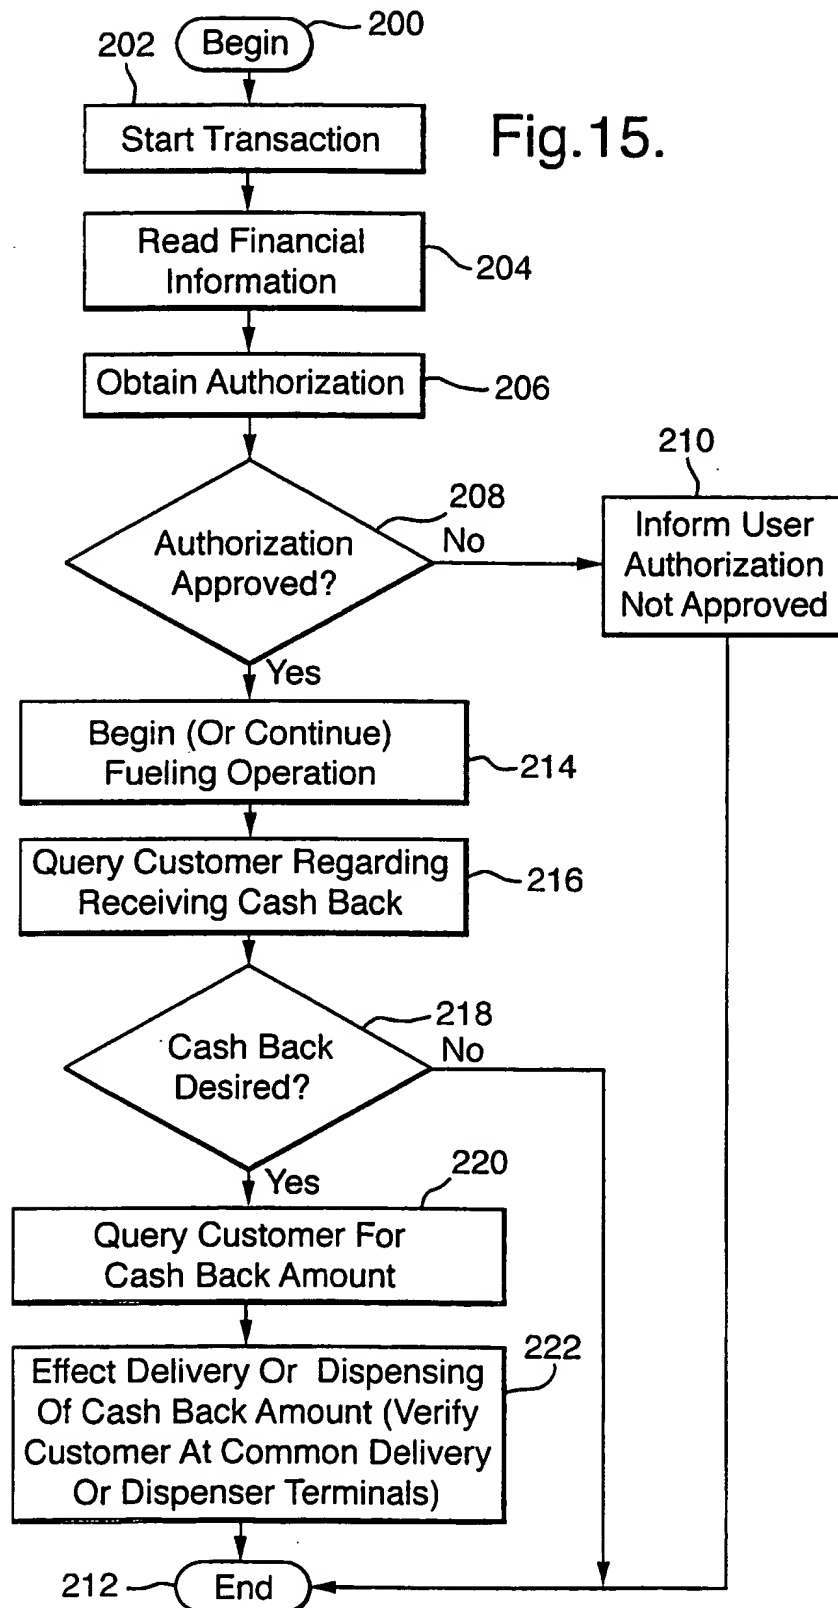 Begin
200
202
Start Transaction
Fig.15.
Read Financial
Information
204
Obtain Authorization
206
208
Authorization
Approved?
No
210
Inform User
Authorization
Not Approved
Yes
Begin (Or Continue)
Fueling Operation
214
Query Customer Regarding
Receiving Cash Back
216
218
Cash Back
Desired?
No
Yes
220
Query Customer For
Cash Back Amount
222
Effect Delivery Or Dispensing
Of Cash Back Amount (Verify
Customer At Common Delivery
Or Dispenser Terminals)
212
End